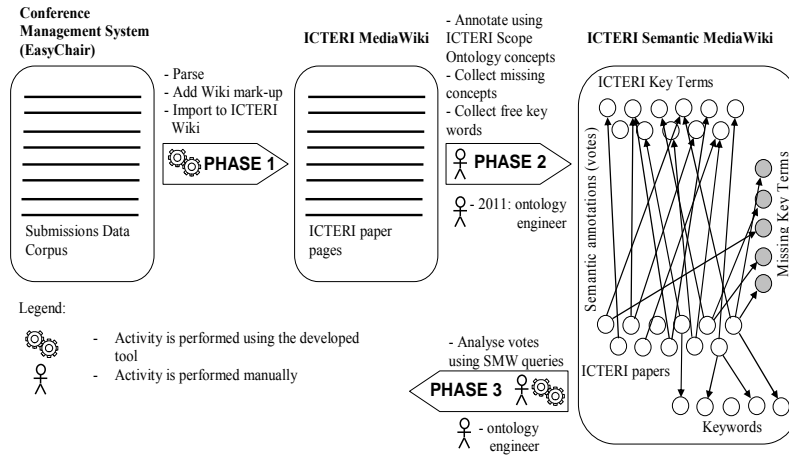 Conference
Management System
(EasyChair)
Submissions Data
Corpus
- Parse
- Add Wiki mark-up
- Import to ICTERI
Wiki
PHASE 1
ICTERI MediaWiki
ICTERI paper
pages
- Annotate using
ICTERI Scope
Ontology concepts
- Collect missing
concepts
- Collect free key
words
PHASE 2
- 2011: ontology
engineer
ICTERI Semantic MediaWiki
ICTERI Key Terms
Semantic annotations (votes)
Missing Key Terms
ICTERI papers
Keywords
- Analyse votes
using SMW queries
PHASE 3
- ontology
engineer
Legend:
- Activity is performed using the developed
tool
- Activity is performed manually